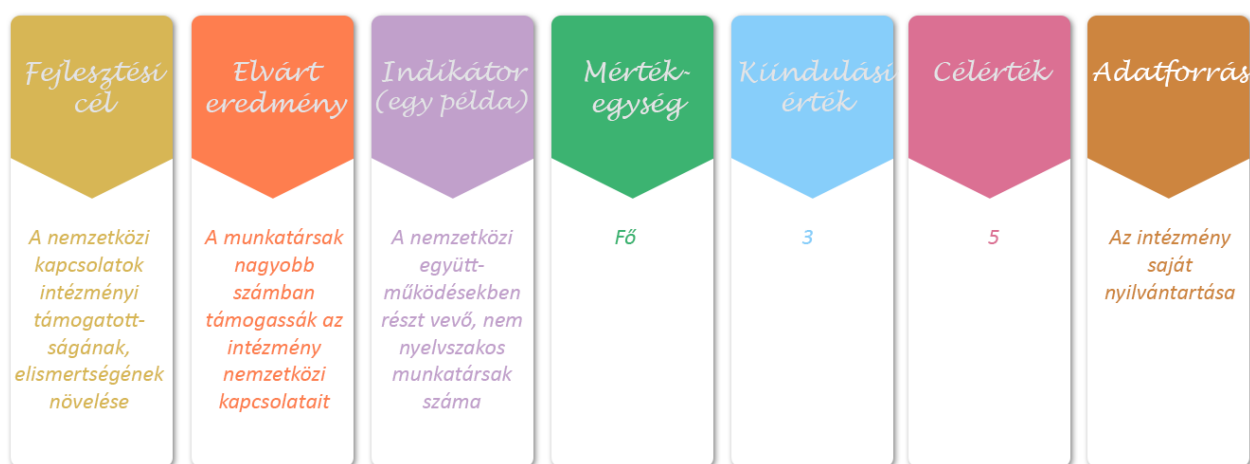 Fejlesztési
cél
A nemzetközi
kapcsolatok
intézményi
támogatott-
ságának,
elismertségének
növelése
Elvárt
eredmény
A munkatársak
nagyobb
számban
támogassák az
intézmény
nemzetközi
kapcsolatait
Indikátor
(egy példa)
A nemzetközi
együtt-
működésekben
részt vevő, nem
nyelvszakos
munkatársak
száma
Mérték-
egység
Fő
Kiindulási
érték
3
Célérték
5
Adatforrás
Az intézmény
saját
nyilvántartása